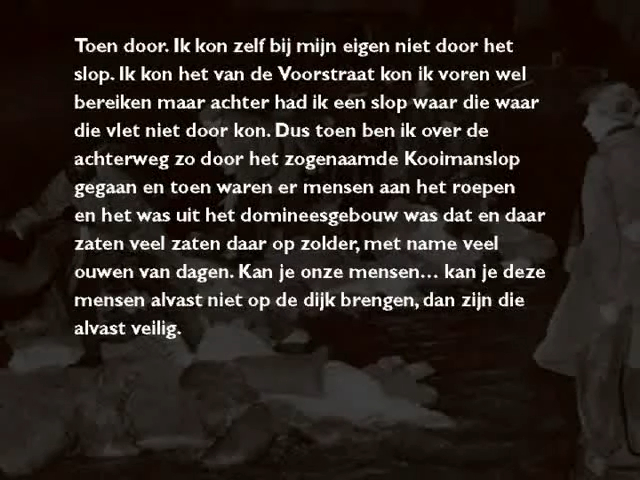 Toen door. Ik kon zelf bij mijn eigen niet door het
slop. Ik kon het van de Voorstraat kon ik voren wel
bereiken maar achter had ik een slop waar die waar
die vlet niet door kon. Dus toen ben ik over de
achterweg zo door het zogenaamde Kooimanslop
gegaan en toen waren er mensen aan het roepen
en het was uit het domineesgebouw was dat en daar
zaten veel zaten daar op zolder, met name veel
ouwen van dagen. Kan je onze mensen… kan je deze
mensen alvast niet op de dijk brengen, dan zijn die
alvast veilig.